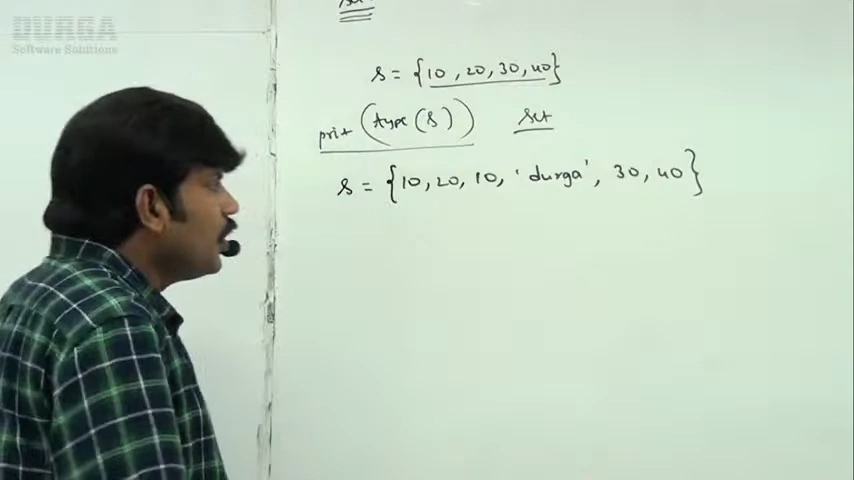 DURGA
Software Solutions
s = {10, 20, 30, 40}
print(type(s)) set
s = {10, 20, 10, 'durga', 30, 40}